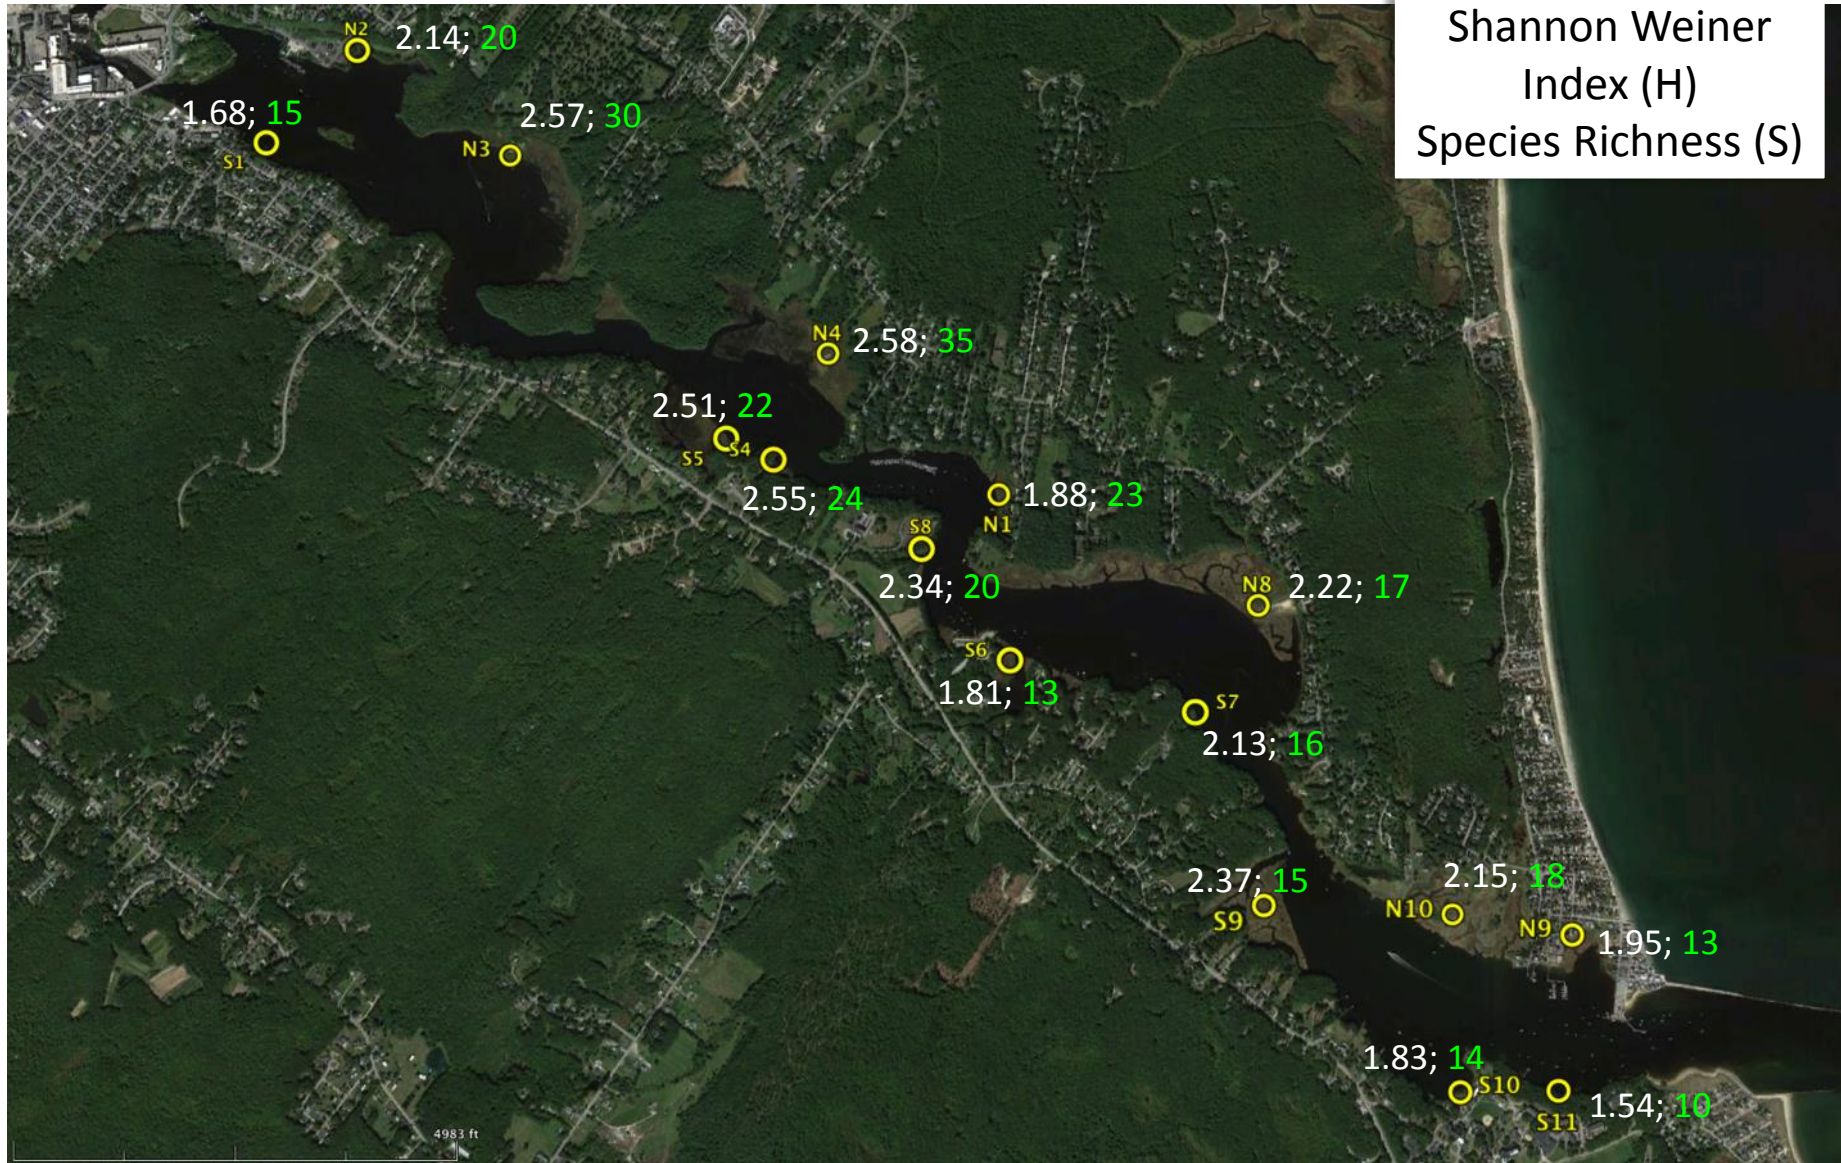 Shannon Weiner
Index (H)
Species Richness (S)
N2
2.14; 20
1.68; 15
S1
2.57; 30
N3
N4
2.58; 35
2.51; 22
S5
S4
2.55; 24
1.88; 23
N1
S8
2.34; 20
N8
2.22; 17
S6
1.81; 13
S7
2.13; 16
2.37; 15
S9
2.15; 18
N10
N9
1.95; 13
1.83; 14
S10
1.54; 10
S11
4983 ft